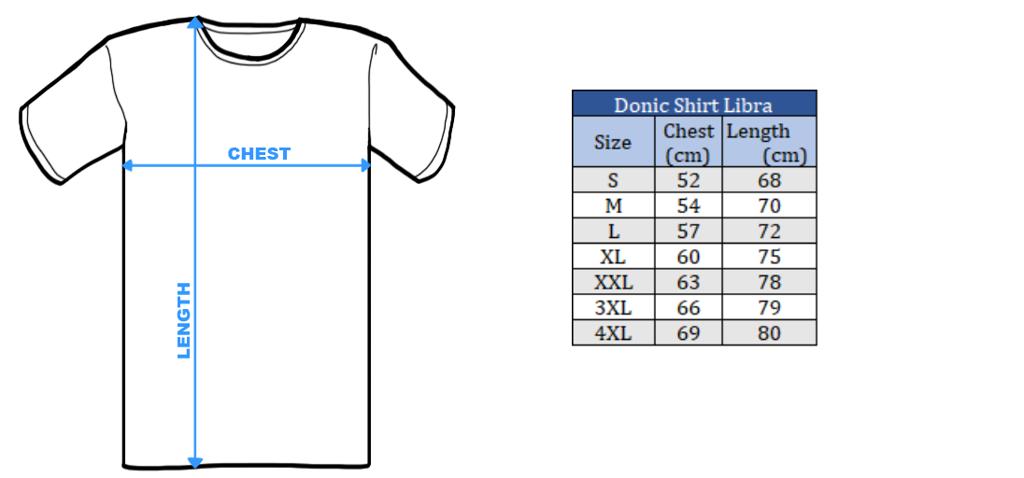 CHEST
LENGTH
Donic Shirt Libra
Size Chest (cm) Length (cm)
S 52 68
M 54 70
L 57 72
XL 60 75
XXL 63 78
3XL 66 79
4XL 69 80